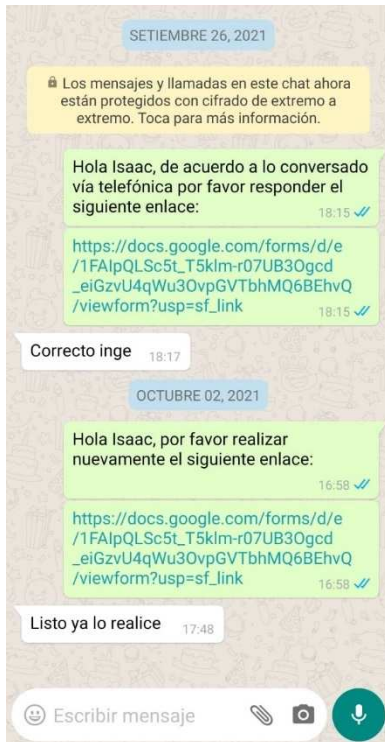 SETIEMBRE 26, 2021
Los mensajes y llamadas en este chat ahora
están protegidos con cifrado de extremo a
extremo. Toca para más información.
Hola Isaac, de acuerdo a lo conversado
vía telefónica por favor responder el
siguiente enlace:
18:15
https://docs.google.com/forms/d/e
/1FAIpQLSc5t_T5klm-r07UB3Ogcd
_eiGzvU4qWu3OvpGVTbhMQ6BEhvQ
/viewform?usp=sf_link
18:15
Correcto inge 18:17
OCTUBRE 02, 2021
Hola Isaac, por favor realizar
nuevamente el siguiente enlace:
16:58
https://docs.google.com/forms/d/e
/1FAIpQLSc5t_T5klm-r07UB3Ogcd
_eiGzvU4qWu3OvpGVTbhMQ6BEhvQ
/viewform?usp=sf_link
16:58
Listo ya lo realice 17:48
Escribir mensaje